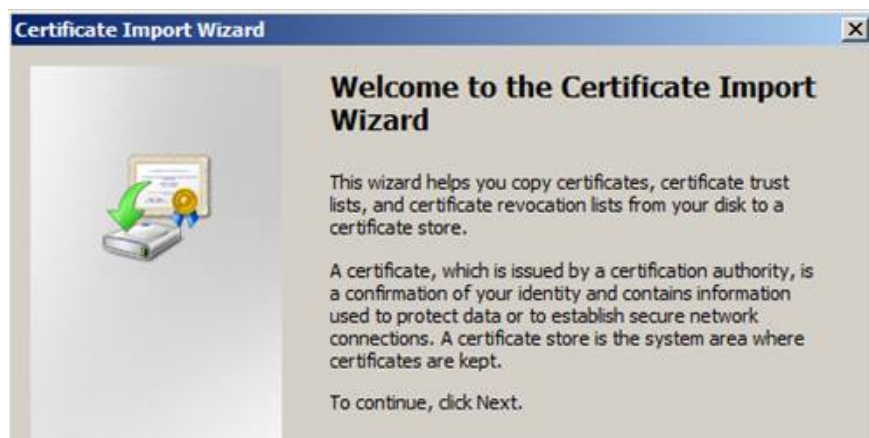 Certificate Import Wizard
Welcome to the Certificate Import
Wizard
This wizard helps you copy certificates, certificate trust
lists, and certificate revocation lists from your disk to a
certificate store.
A certificate, which is issued by a certification authority, is
a confirmation of your identity and contains information
used to protect data or to establish secure network
connections. A certificate store is the system area where
certificates are kept.
To continue, click Next.